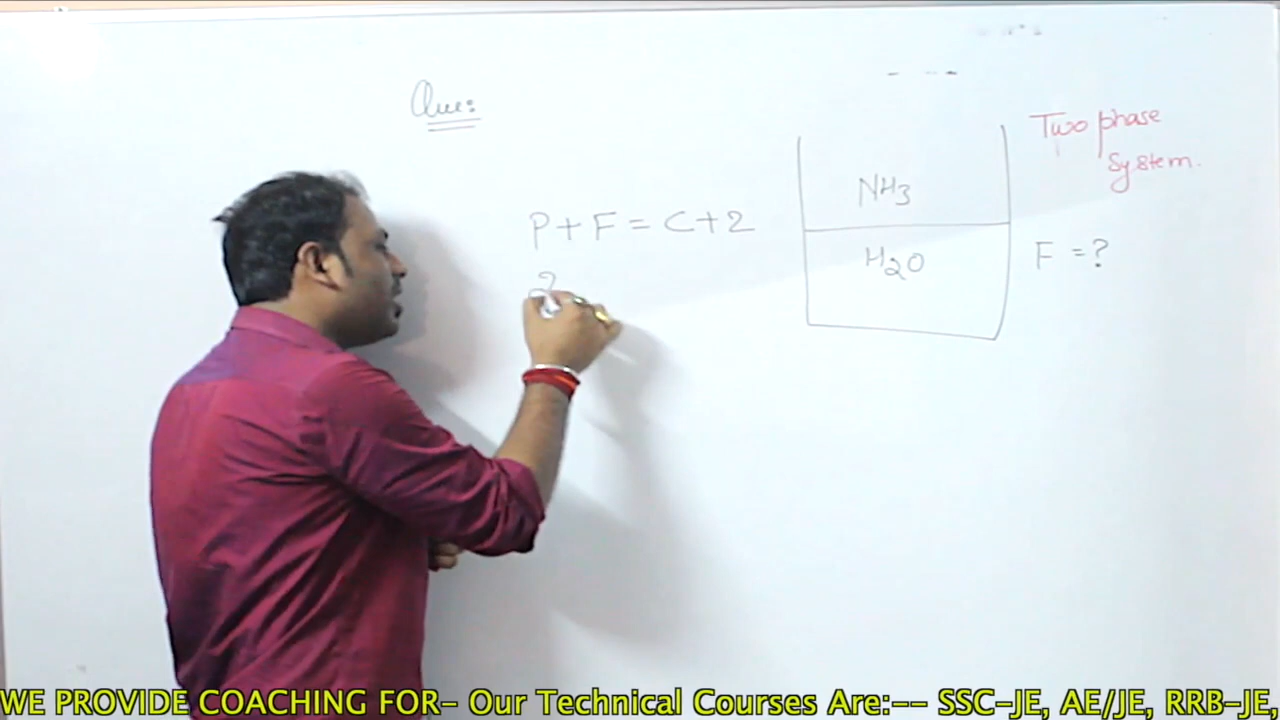 Que:
Two phase
System.
NH3
P + F = C + 2
H2O
F = ?
2
WE PROVIDE COACHING FOR- Our Technical Courses Are:-- SSC-JE, AE/JE, RRB-JE,